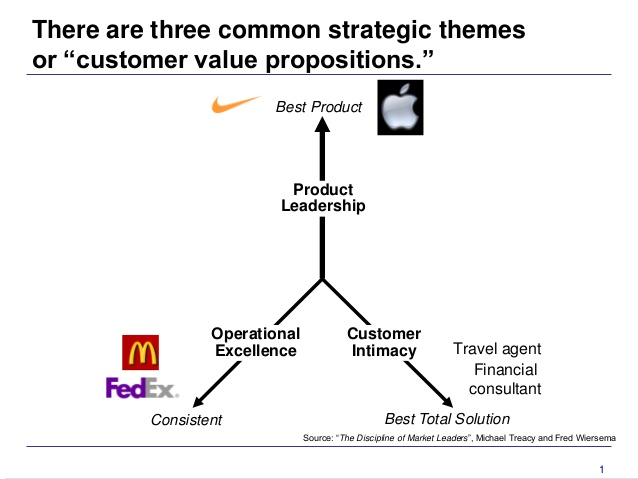 There are three common strategic themes
or “customer value propositions.”
Best Product
Product
Leadership
Operational
Excellence
Customer
Intimacy
Travel agent
Financial
consultant
FedEx®
Consistent
Best Total Solution
Source: “The Discipline of Market Leaders”, Michael Treacy and Fred Wiersema
1